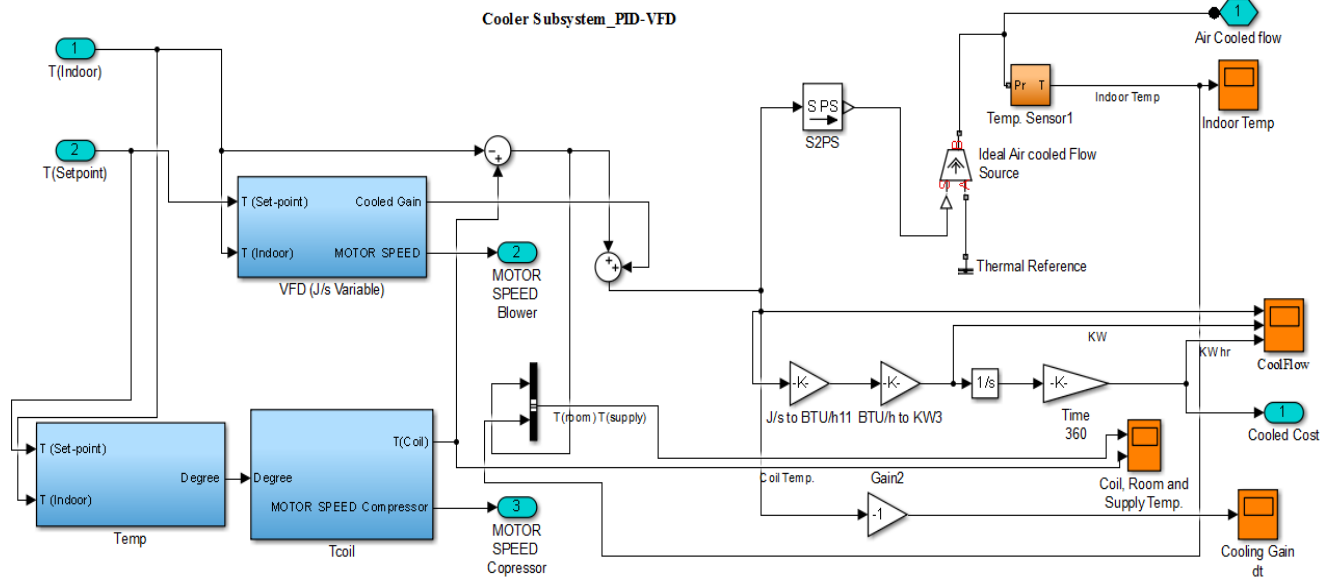 Cooler Subsystem_PID-VFD
1
T(Indoor)
2
T(Setpoint)
T (Set-point)
Cooled Gain
T (Indoor)
MOTOR SPEED
VFD (J/s Variable)
2
MOTOR
SPEED
Blower
-
+
+
+
S PS
S2PS
1
Air Cooled flow
Pr T
Temp. Sensor1
Indoor Temp
Indoor Temp
B
S
A
Ideal Air cooled Flow
Source
Thermal Reference
KW
KWhr
CoolFlow
-K-
J/s to BTU/h11
-K-
BTU/h to KW3
1/s
-K-
Time
360
1
Cooled Cost
T(room) T(supply)
Coil Temp.
Coil, Room and
Supply Temp.
Gain2
-1
Cooling Gain
dt
T (Set-point)
Degree
T (Indoor)
Temp
T(Coil)
Degree
MOTOR SPEED Compressor
Tcoil
3
MOTOR
SPEED
Copressor